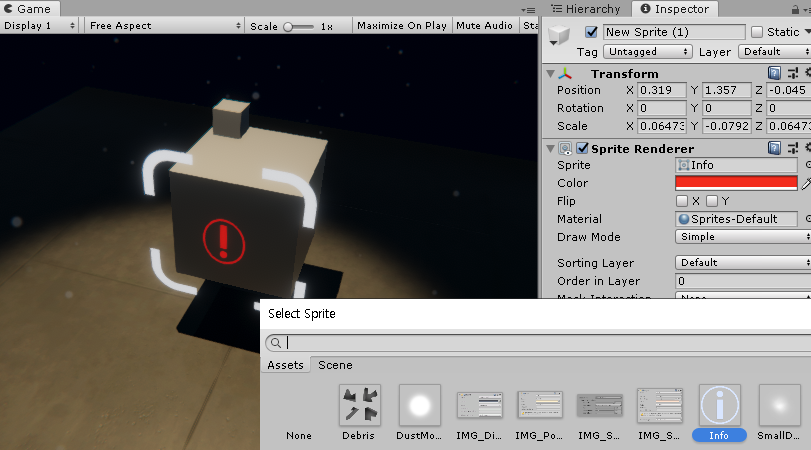 Game
Hierarchy
Inspector
Display 1
Free Aspect
Scale
1x
Maximize On Play
Mute Audio
Sta
New Sprite (1)
Static
Tag
Untagged
Layer
Default
Transform
Position X 0.319 Y 1.357 Z -0.045
Rotation X 0 Y 0 Z 0
Scale X 0.06473 Y -0.0792 Z 0.06473
Sprite Renderer
Sprite
Info
Color
Flip
X Y
Material
Sprites-Default
Draw Mode
Simple
Sorting Layer
Default
Order in Layer
0
Select Sprite
Assets
Scene
None
Debris
DustMo...
IMG_Di...
IMG_Po...
IMG_S...
IMG_S...
Info
SmallD...